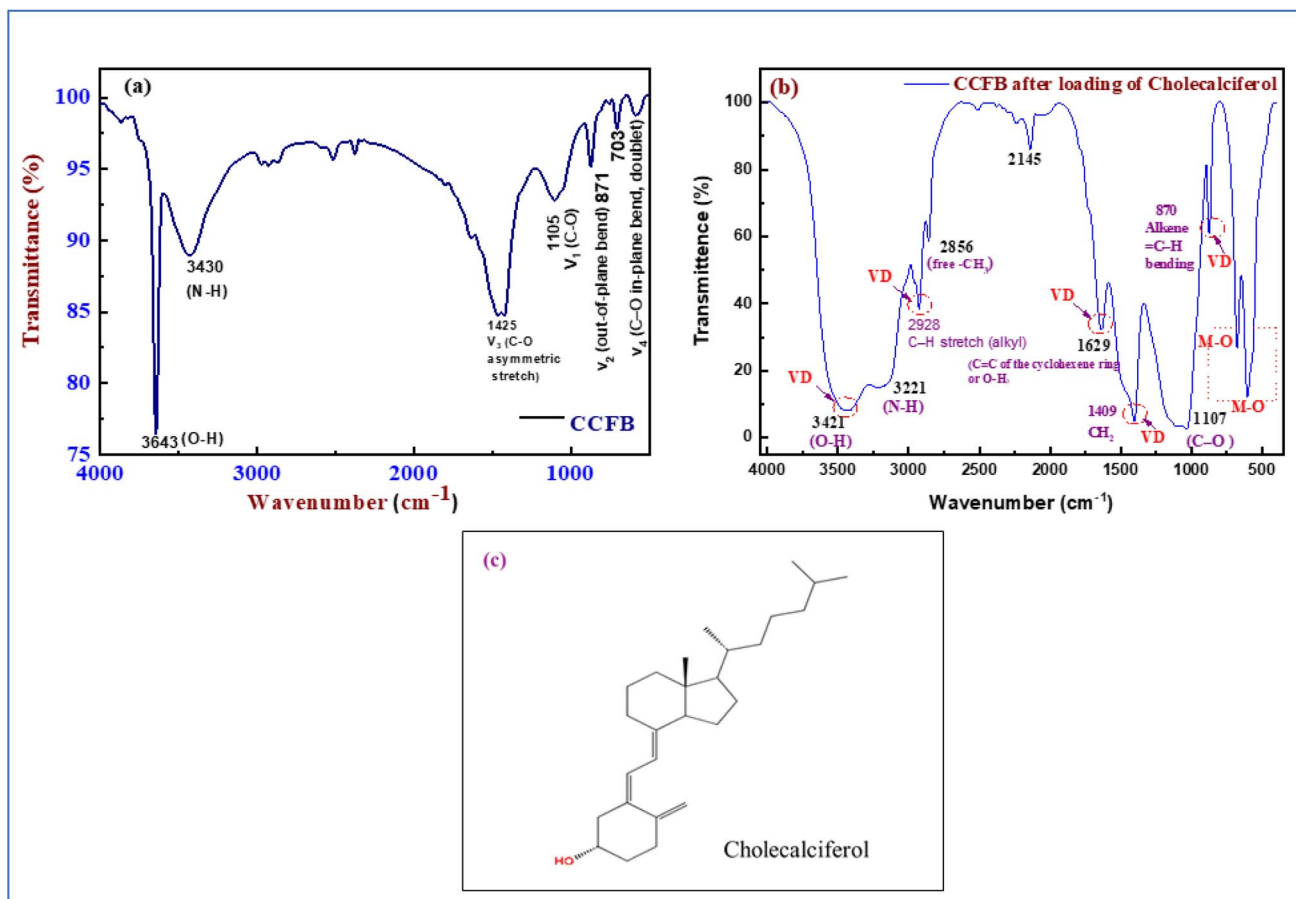 (a)
100
95
90
85
80
75
Transmittance (%)
3643 (O-H)
3430
(N-H)
1425
V₃ (C-O
asymmetric
stretch)
1105
V₁ (C-O)
ν₂ (out-of-plane bend) 871
703
ν₄ (C–O in-plane bend, doublet)
CCFB
4000
3000
2000
1000
Wavenumber (cm⁻¹)
(b)
CCFB after loading of Cholecalciferol
100
80
60
40
20
0
Transmittence (%)
VD
3421
(O-H)
3221
(N-H)
VD
2928
C–H stretch (alkyl)
2856
(free -CH₃)
2145
VD
1629
(C=C of the cyclohexene ring
or O-H)
1409
CH₂
VD
1107
(C–O )
870
Alkene
=C–H
bending
VD
M-O
M-O
4000
3500
3000
2500
2000
1500
1000
500
Wavenumber (cm⁻¹)
(c)
HO
Cholecalciferol